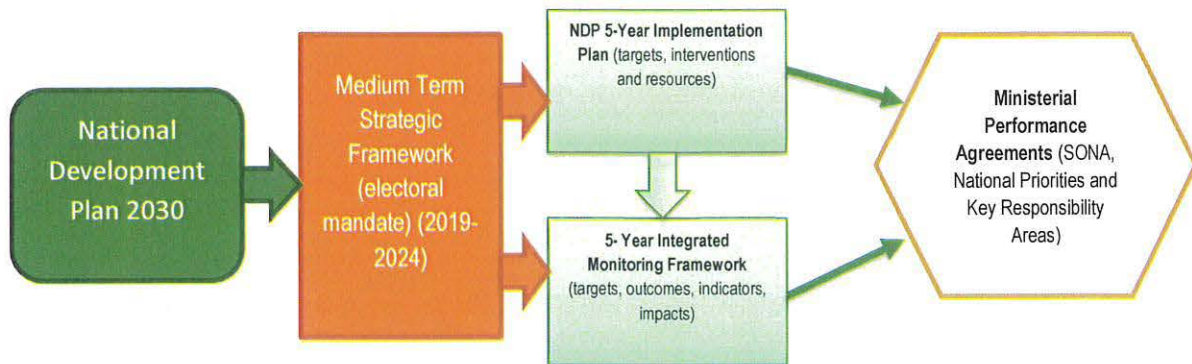 National
Development
Plan 2030
Medium Term
Strategic
Framework
(electoral
mandate) (2019-
2024)
NDP 5-Year Implementation
Plan (targets, interventions
and resources)
5- Year Integrated
Monitoring Framework
(targets, outcomes, indicators,
impacts)
Ministerial
Performance
Agreements (SONA,
National Priorities and
Key Responsibility
Areas)